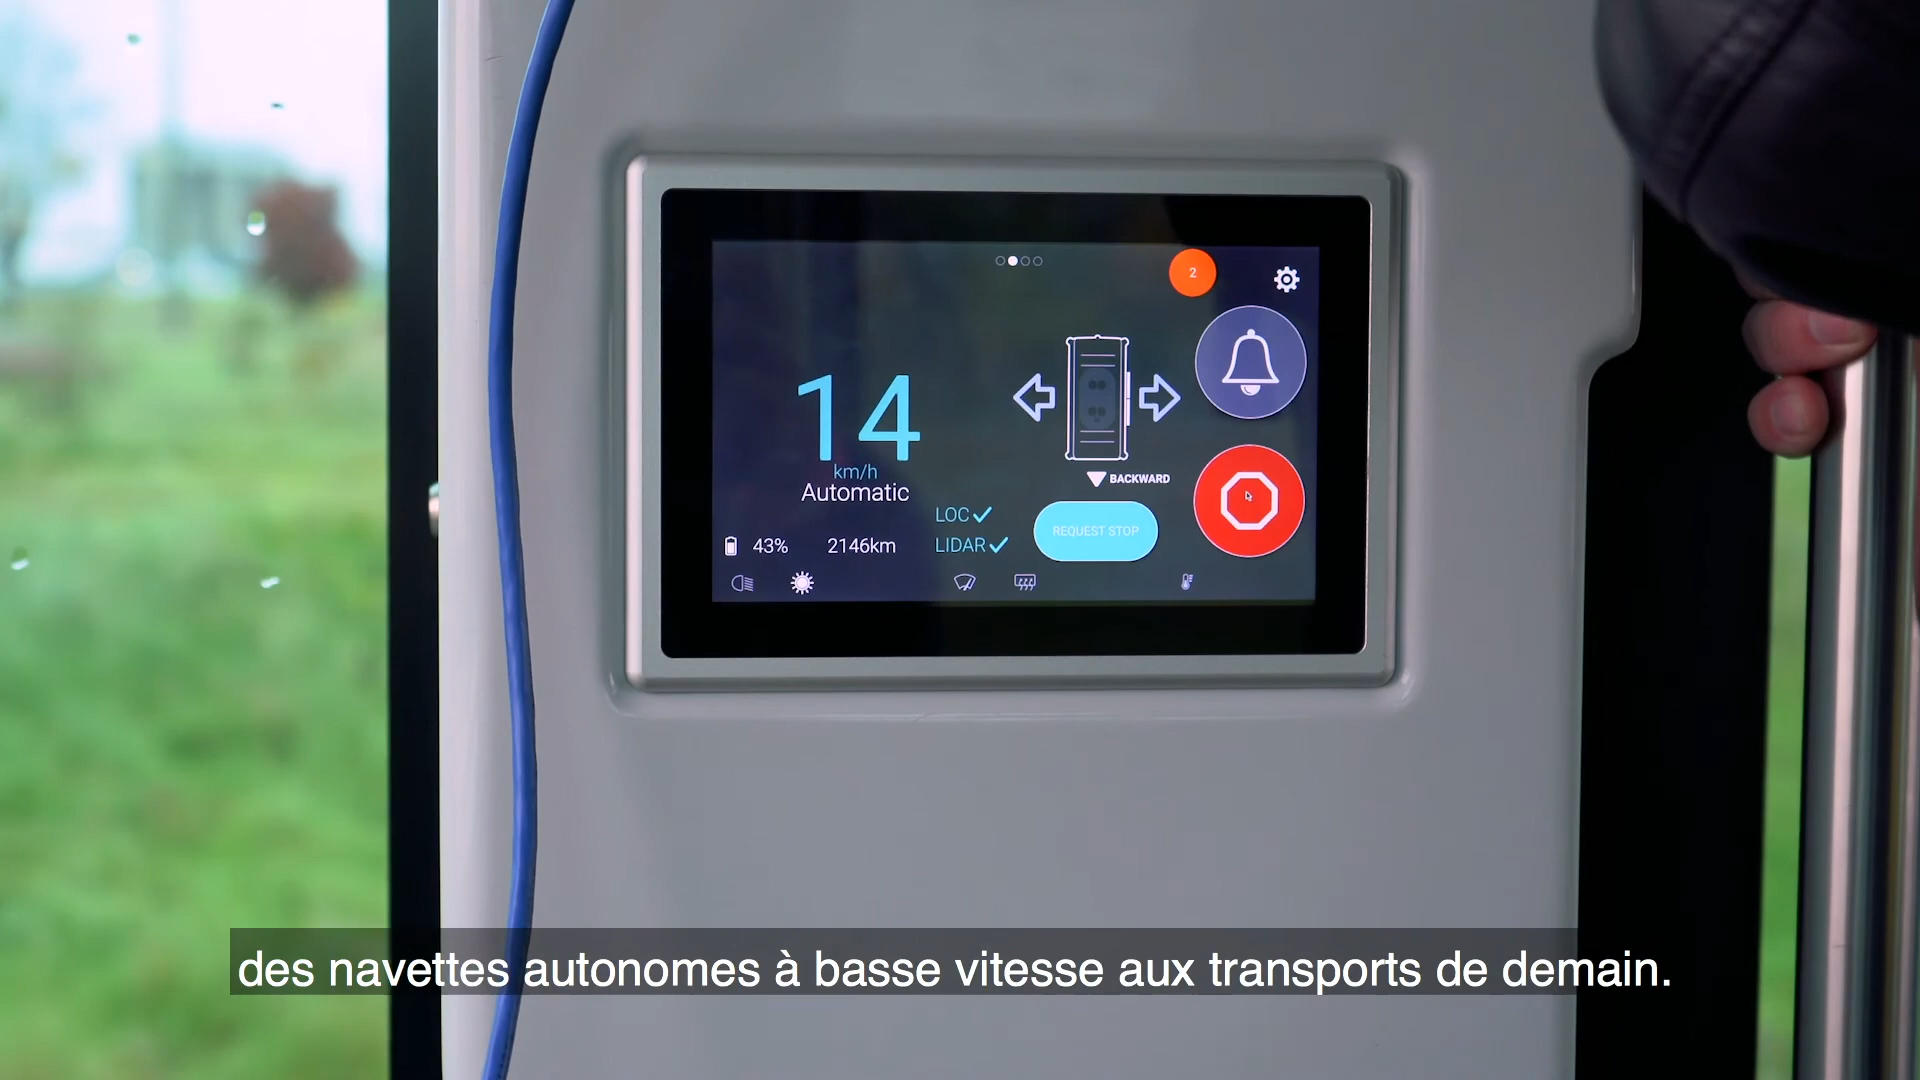 2
14
km/h
Automatic
BACKWARD
LOC
REQUEST STOP
43% 2146km LIDAR
des navettes autonomes à basse vitesse aux transports de demain.